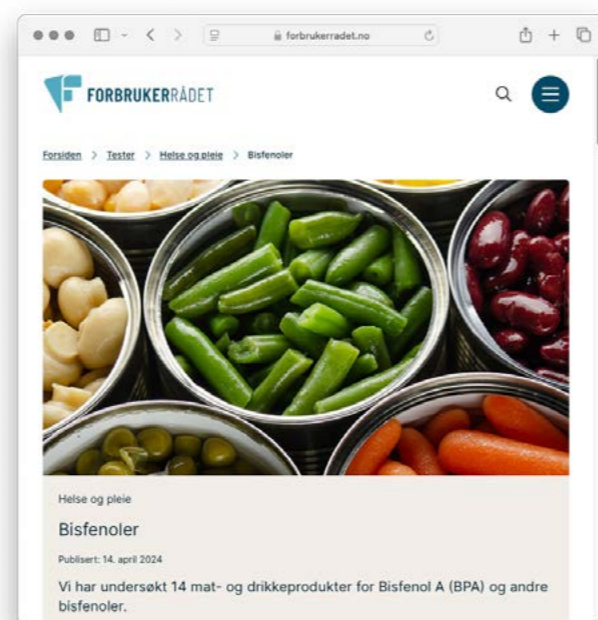 forbrukerradet.no
FORBRUKERRÅDET
Forsiden > Tester > Helse og pleie > Bisfenoler
Helse og pleie
Bisfenoler
Publisert: 14. april 2024
Vi har undersøkt 14 mat- og drikkeprodukter for Bisfenol A (BPA) og andre
bisfenoler.